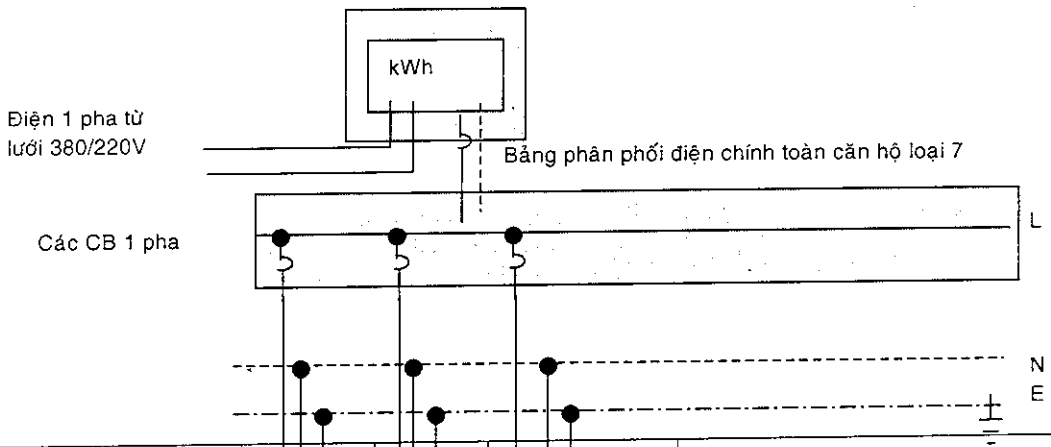 kWh
Điện 1 pha từ
lưới 380/220V
Bảng phân phối điện chính toàn căn hộ loại 7
L
Các CB 1 pha
N
E